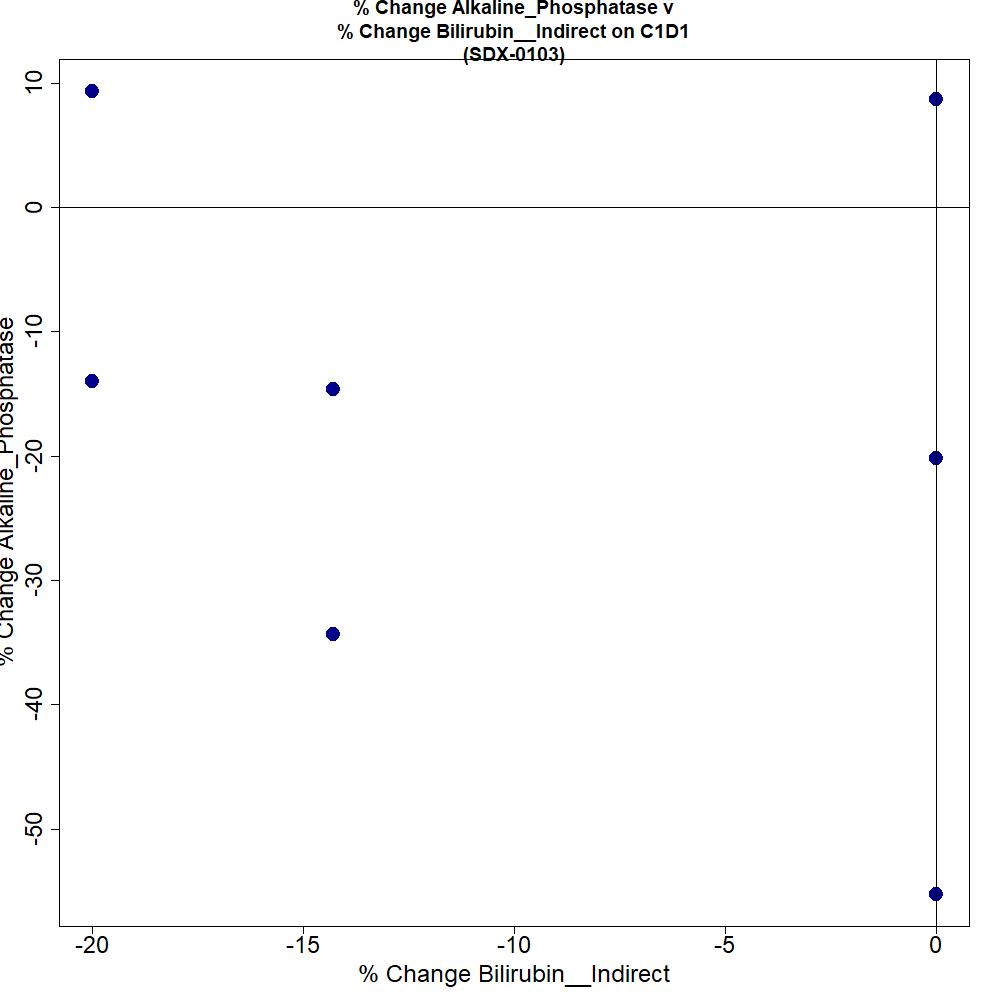 % Change Alkaline_Phosphatase v
% Change Bilirubin__Indirect on C1D1
(SDX-0103)
10
0
-10
-20
-30
-40
-50
% Change Alkaline_Phosphatase
-20
-15
-10
-5
0
% Change Bilirubin__Indirect